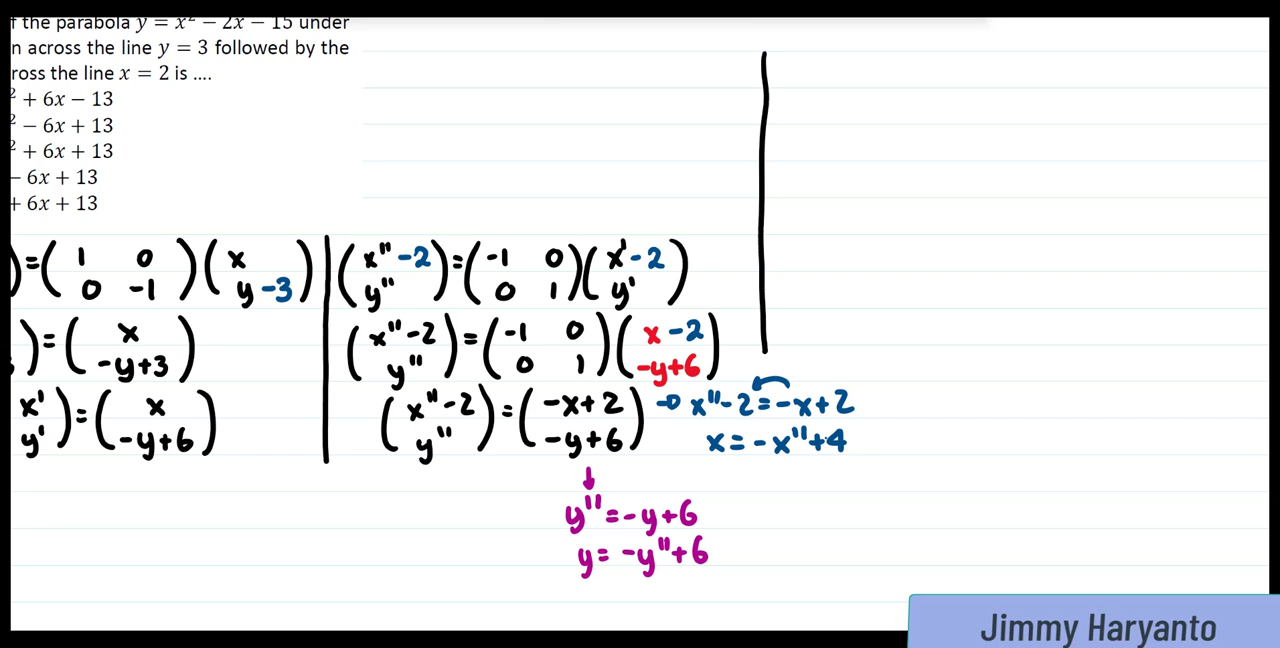 the parabola y = x² − 2x − 15 under
n across the line y = 3 followed by the
ross the line x = 2 is ....
² + 6x − 13
² − 6x + 13
² + 6x + 13
− 6x + 13
+ 6x + 13
)=(1 0 0 -1)(x y-3)
)=(x -y+3)
(x' y')=(x -y+6)
(x''-2 y'')=(-1 0 0 1)(x'-2 y')
(x''-2 y'')=(-1 0 0 1)(x-2 -y+6)
(x''-2 y'')=(-x+2 -y+6) → x''-2=-x+2
x=-x''+4
↓
y''=-y+6
y=-y''+6
Jimmy Haryanto